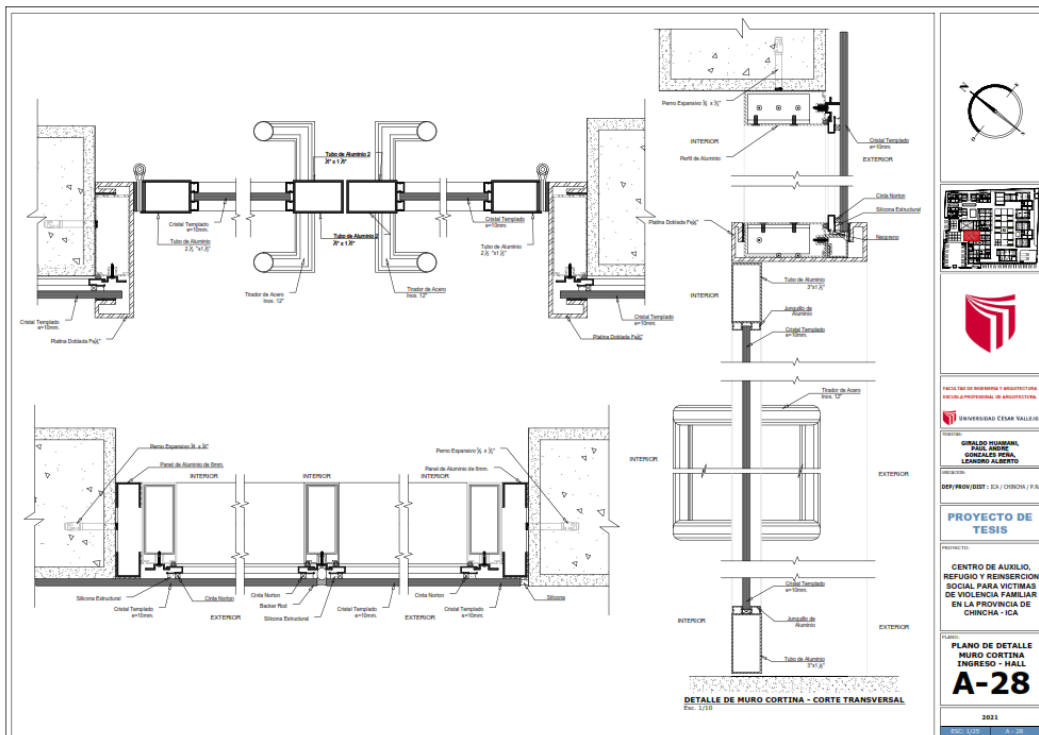 Tubo de Aluminio 2
Cristal Templado
e=10mm.
Tubo de Aluminio
Tubo de Aluminio 2
Cristal Templado
e=10mm.
Tubo de Aluminio
Tirador de Acero
Inox. 12"
Tirador de Acero
Inox. 12"
Cristal Templado
e=10mm.
Platina Doblada
Cristal Templado
e=10mm.
Platina Doblada
Perno Expansivo
INTERIOR
Perfil de Aluminio
Cristal Templado
e=10mm.
EXTERIOR
Cinta Norton
Silicona Estructural
Platina Doblada
Neopreno
INTERIOR
Tubo de Aluminio
Junquillo de
Aluminio
Cristal Templado
e=10mm.
EXTERIOR
Tirador de Acero
Inox. 12"
INTERIOR
EXTERIOR
Cristal Templado
e=10mm.
INTERIOR
Junquillo de
Aluminio
EXTERIOR
Tubo de Aluminio
DETALLE DE MURO CORTINA - CORTE TRANSVERSAL
Esc. 1/10
Perno Expansivo
Panel de Aluminio de 6mm.
INTERIOR
INTERIOR
INTERIOR
Perno Expansivo
Panel de Aluminio de 6mm.
Silicona Estructural
Cinta Norton
Cristal Templado
e=10mm.
EXTERIOR
Cinta Norton
Backer Rod
Silicona Estructural
Cristal Templado
e=10mm.
EXTERIOR
Cinta Norton
Cristal Templado
e=10mm.
Silicona
N
FACULTAD DE INGENIERÍA Y ARQUITECTURA
ESCUELA PROFESIONAL DE ARQUITECTURA
UNIVERSIDAD CÉSAR VALLEJO
GIRALDO HUAMANI,
PAUL ANDRE
GONZALES PEÑA,
LEANDRO ALBERTO
DEP/PROV/DIST : ICA / CHINCHA / P.N
PROYECTO DE
TESIS
PROYECTO:
CENTRO DE AUXILIO,
REFUGIO Y REINSERCION
SOCIAL PARA VICTIMAS
DE VIOLENCIA FAMILIAR
EN LA PROVINCIA DE
CHINCHA - ICA
PLANO:
PLANO DE DETALLE
MURO CORTINA
INGRESO - HALL
A-28
2021
ESC: 1/25
A - 28